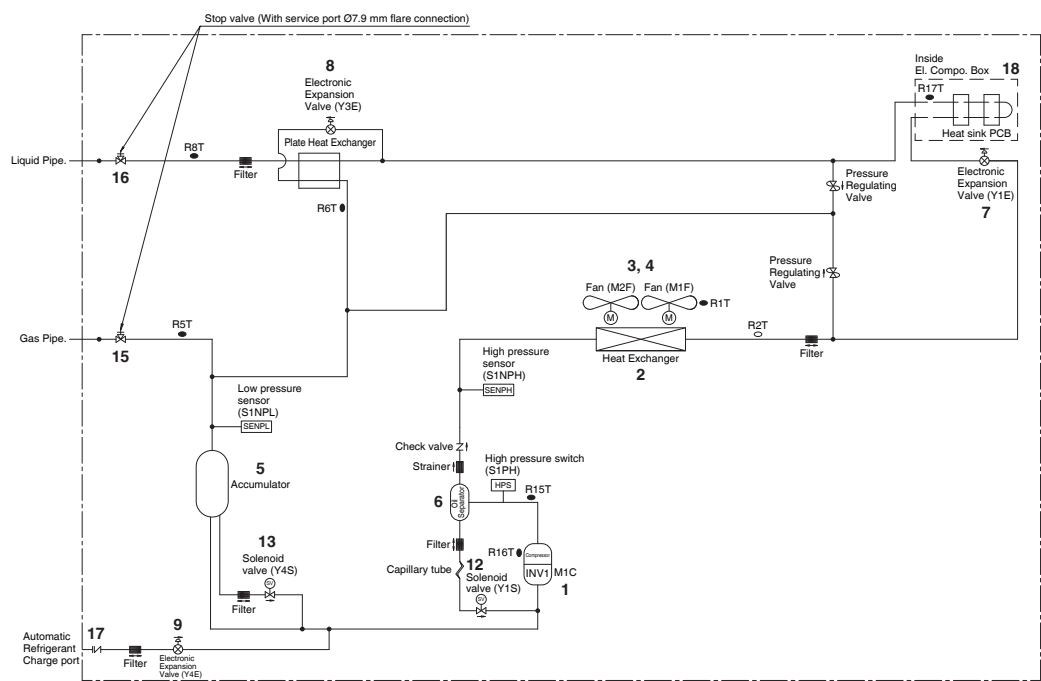 Stop valve (With service port Ø7.9 mm flare connection)
8
Electronic
Expansion
Valve (Y3E)
Plate Heat Exchanger
Inside
El. Compo. Box
18
R17T
Heat sink PCB
Liquid Pipe.
16
R8T
Filter
R6T
Pressure
Regulating
Valve
Electronic
Expansion
Valve (Y1E)
7
Pressure
Regulating
Valve
3, 4
Fan (M2F)
Fan (M1F)
M
M
R1T
R2T
Filter
Heat Exchanger
2
Gas Pipe.
15
R5T
High pressure
sensor
(S1NPH)
SENPH
Low pressure
sensor
(S1NPL)
SENPL
Check valve
Strainer
High pressure switch
(S1PH)
HPS
R15T
5
Accumulator
6
Oil
Separator
Filter
Capillary tube
R16T
Compressor
INV1
M1C
1
12
Solenoid
valve (Y1S)
SV
13
Solenoid
valve (Y4S)
SV
Filter
Automatic
Refrigerant
Charge port
17
Filter
9
Electronic
Expansion
Valve (Y4E)